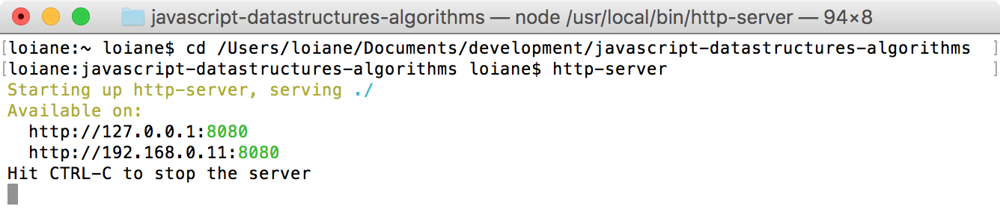 javascript-datastructures-algorithms — node /usr/local/bin/http-server — 94×8
[loiane:~ loiane$ cd /Users/loiane/Documents/development/javascript-datastructures-algorithms ]
[loiane:javascript-datastructures-algorithms loiane$ http-server ]
Starting up http-server, serving ./
Available on:
  http://127.0.0.1:8080
  http://192.168.0.11:8080
Hit CTRL-C to stop the server